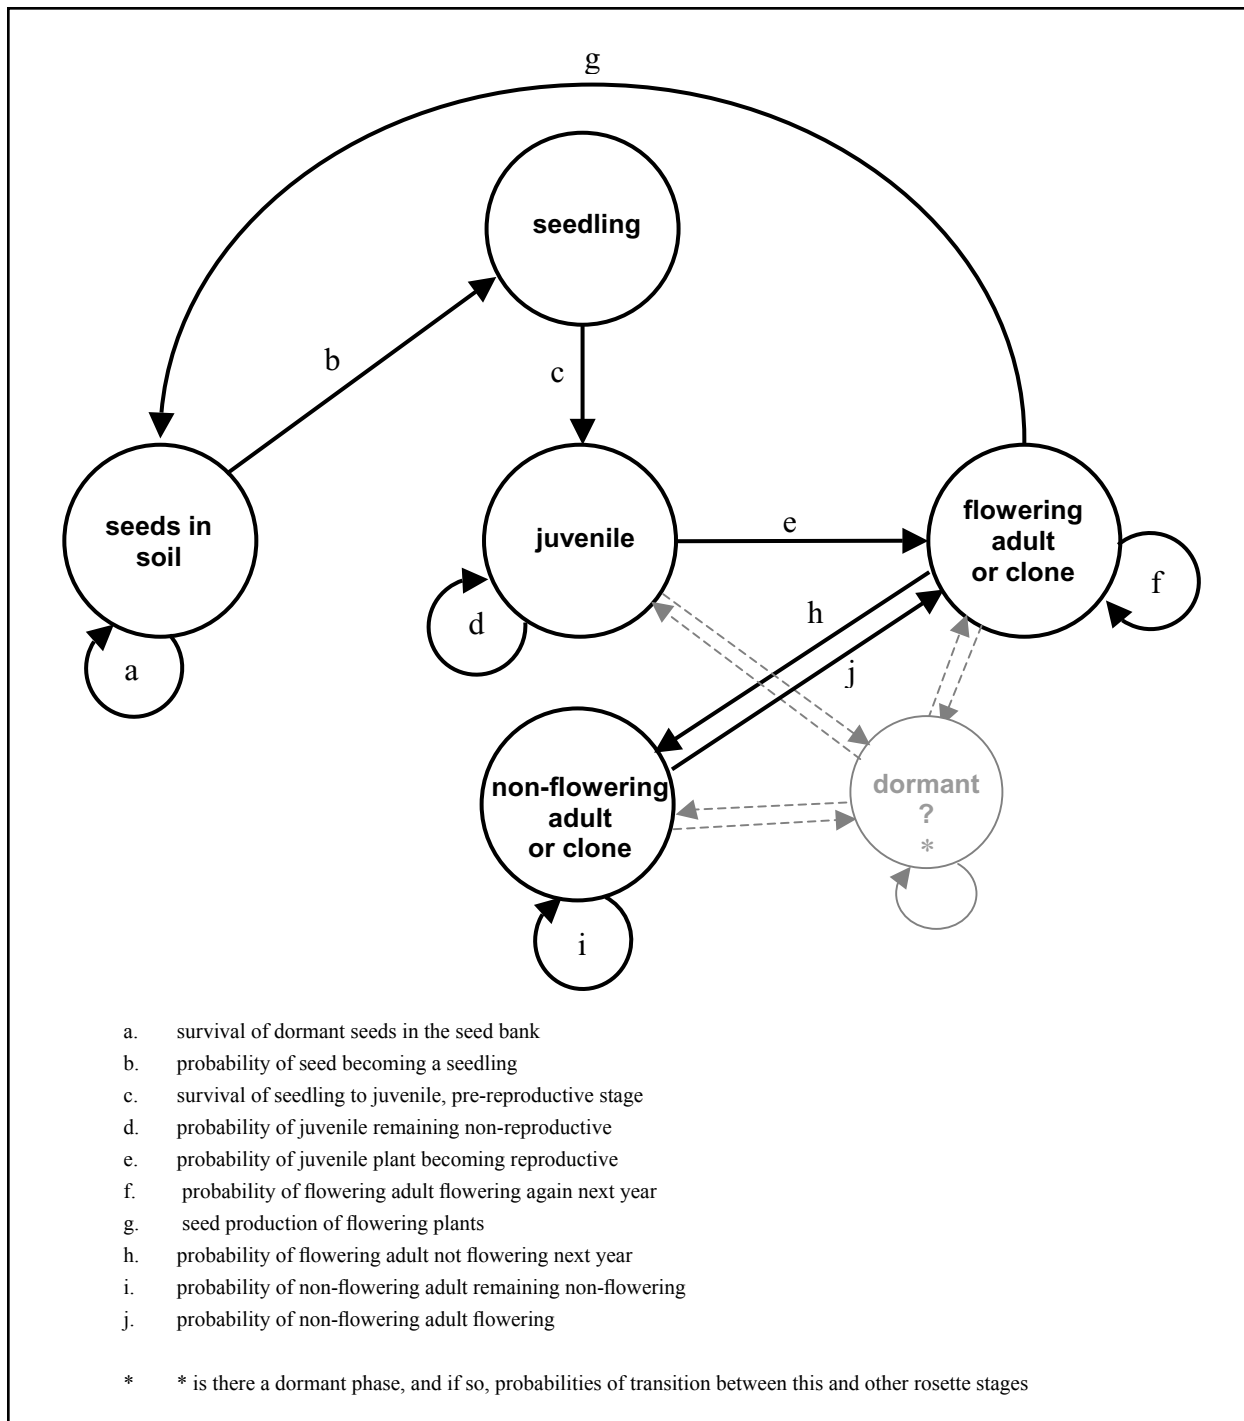 g
seedling
b
c
seeds in
soil
juvenile
e
flowering
adult
or clone
f
d
h
a
j
non-flowering
adult
or clone
dormant
?
*
i
a. survival of dormant seeds in the seed bank
b. probability of seed becoming a seedling
c. survival of seedling to juvenile, pre-reproductive stage
d. probability of juvenile remaining non-reproductive
e. probability of juvenile plant becoming reproductive
f. probability of flowering adult flowering again next year
g. seed production of flowering plants
h. probability of flowering adult not flowering next year
i. probability of non-flowering adult remaining non-flowering
j. probability of non-flowering adult flowering
* * is there a dormant phase, and if so, probabilities of transition between this and other rosette stages